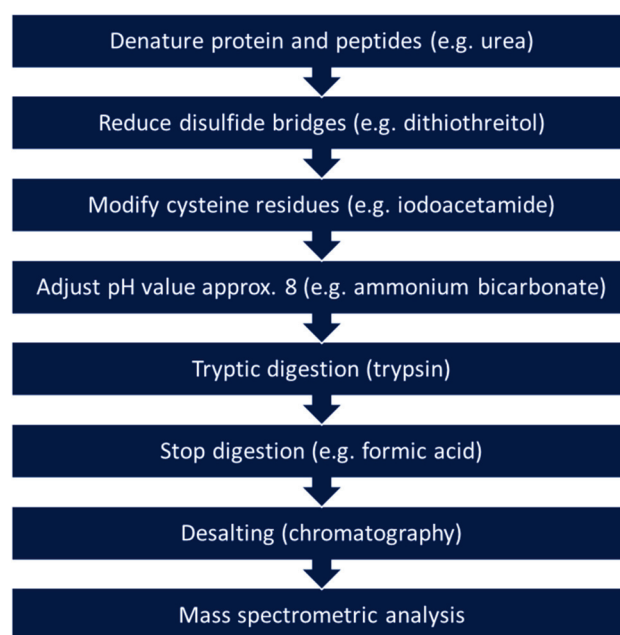 Denature protein and peptides (e.g. urea)
Reduce disulfide bridges (e.g. dithiothreitol)
Modify cysteine residues (e.g. iodoacetamide)
Adjust pH value approx. 8 (e.g. ammonium bicarbonate)
Tryptic digestion (trypsin)
Stop digestion (e.g. formic acid)
Desalting (chromatography)
Mass spectrometric analysis